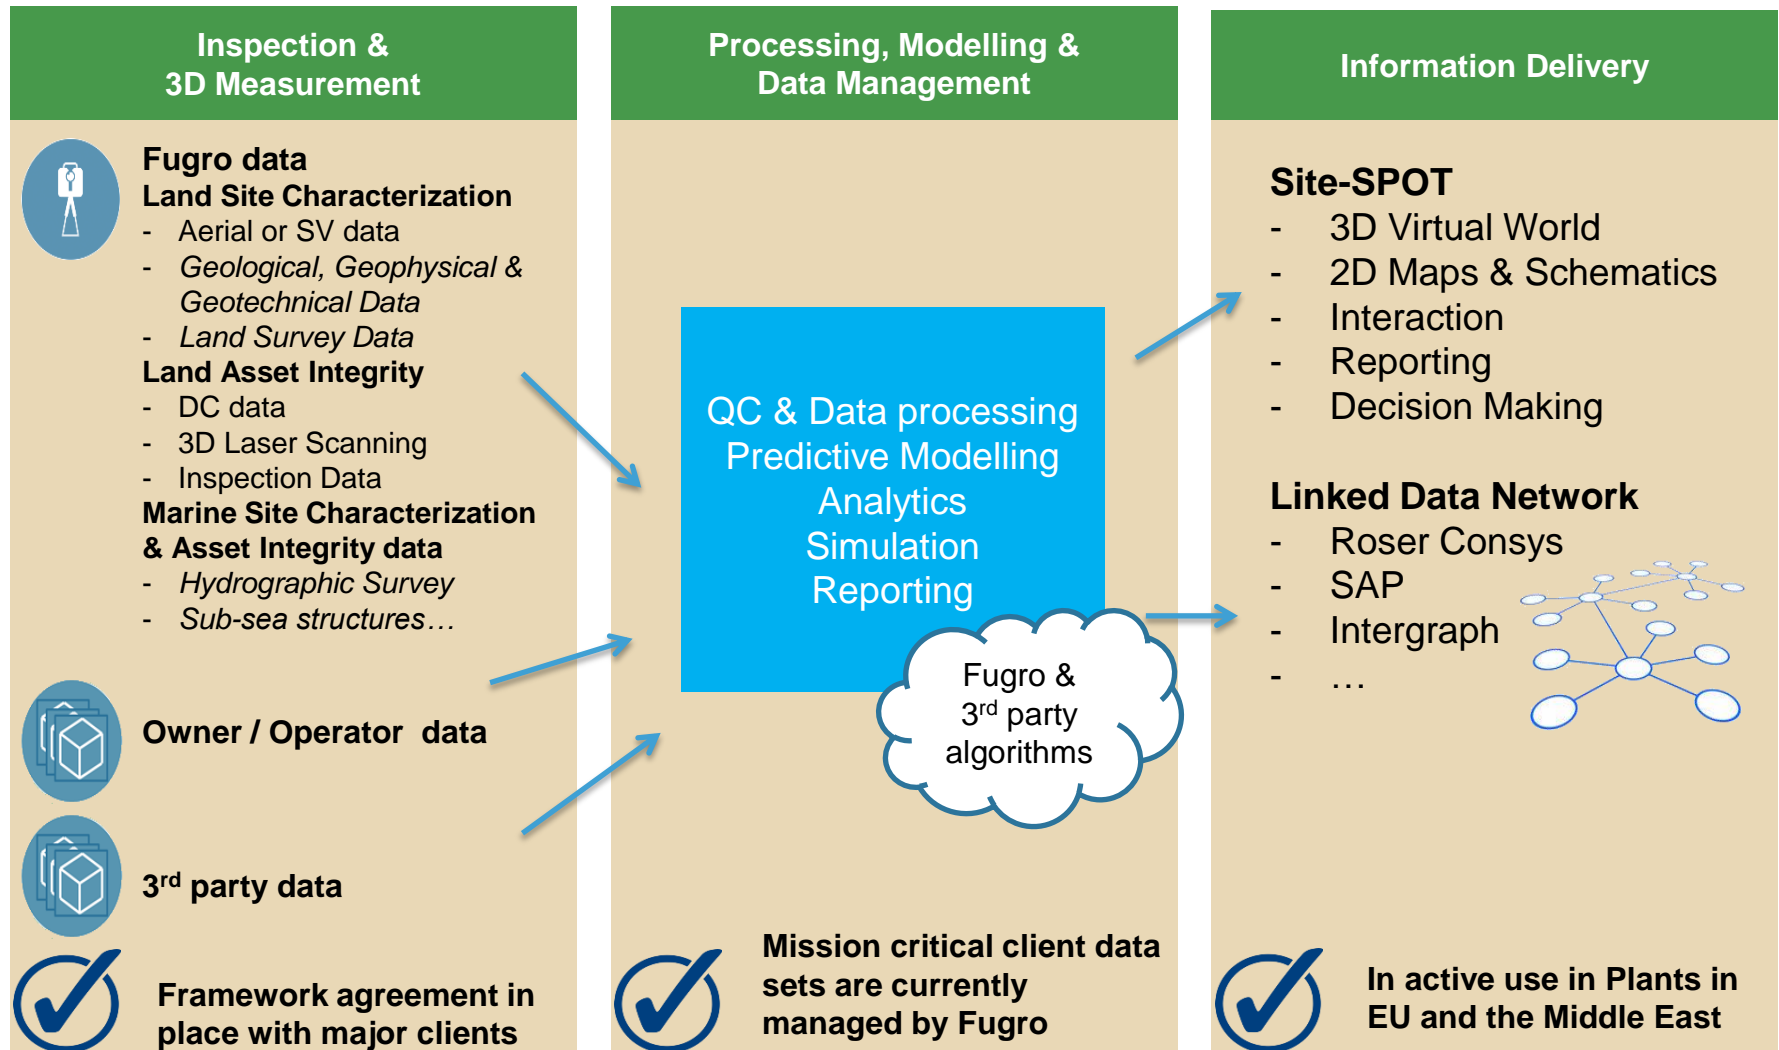 Inspection &
3D Measurement
Fugro data
Land Site Characterization
- Aerial or SV data
- Geological, Geophysical &
Geotechnical Data
- Land Survey Data
Land Asset Integrity
- DC data
- 3D Laser Scanning
- Inspection Data
Marine Site Characterization
& Asset Integrity data
- Hydrographic Survey
- Sub-sea structures…
Owner / Operator data
3rd party data
Framework agreement in
place with major clients
Processing, Modelling &
Data Management
QC & Data processing
Predictive Modelling
Analytics
Simulation
Reporting
Fugro &
3rd party
algorithms
Mission critical client data
sets are currently
managed by Fugro
Information Delivery
Site-SPOT
- 3D Virtual World
- 2D Maps & Schematics
- Interaction
- Reporting
- Decision Making
Linked Data Network
- Roser Consys
- SAP
- Intergraph
- …
In active use in Plants in
EU and the Middle East